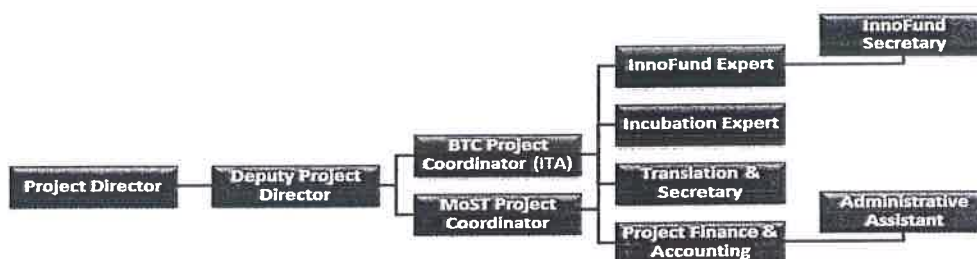 InnoFund
Secretary
InnoFund Expert
Incubation Expert
BTC Project
Coordinator (ITA)
Project Director
Deputy Project
Director
Translation &
Secretary
MoST Project
Coordinator
Administrative
Assistant
Project Finance &
Accounting